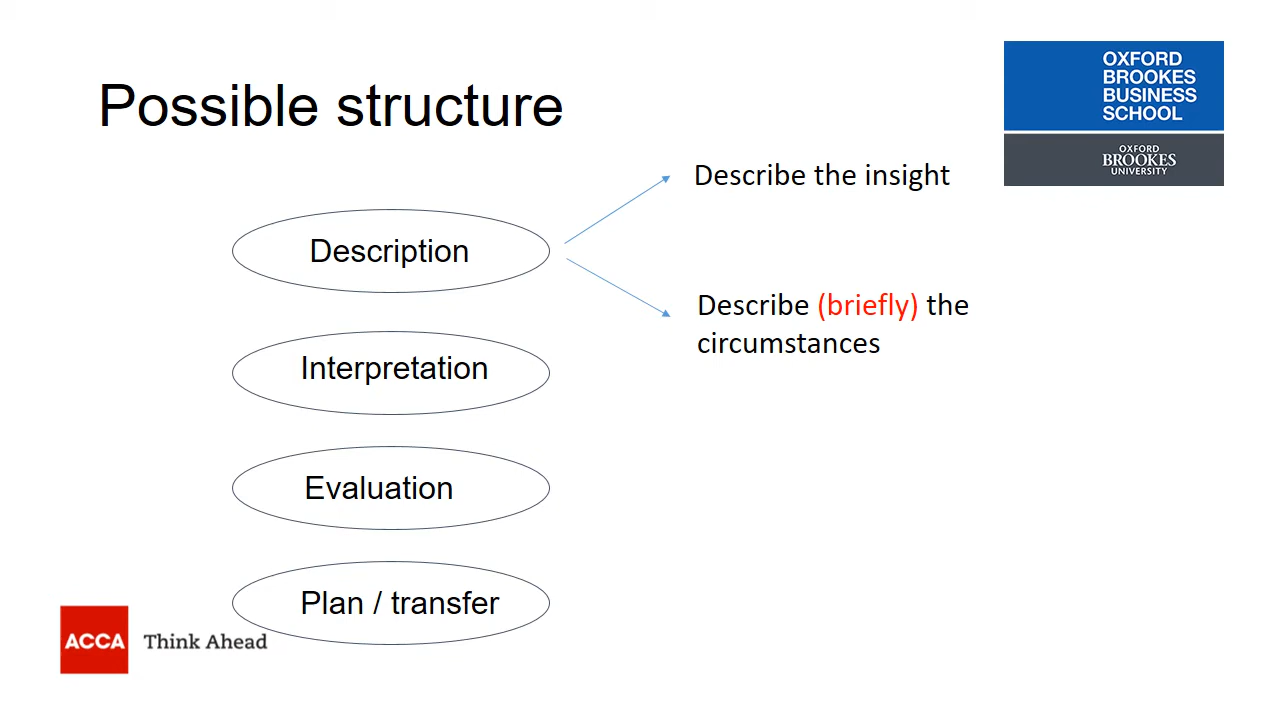 Possible structure
OXFORD
BROOKES
BUSINESS
SCHOOL
OXFORD
BROOKES
UNIVERSITY
Describe the insight
Description
Describe (briefly) the
circumstances
Interpretation
Evaluation
Plan / transfer
ACCA Think Ahead